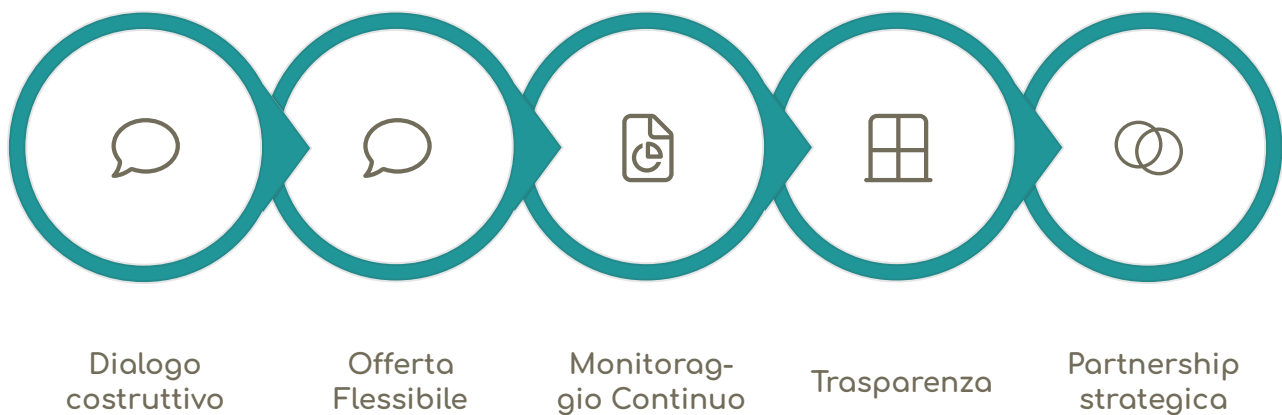 Dialogo
costruttivo
Offerta
Flessibile
Monitorag-
gio Continuo
Trasparenza
Partnership
strategica